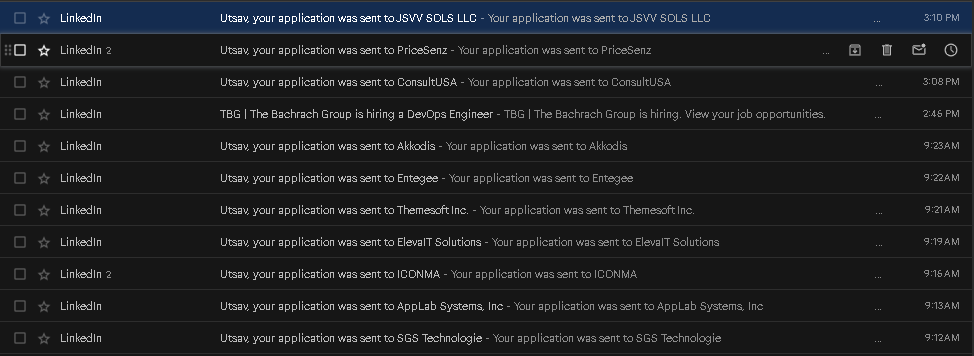 LinkedIn Utsav, your application was sent to JSVV SOLS LLC - Your application was sent to JSVV SOLS LLC ... 3:10 PM
LinkedIn 2 Utsav, your application was sent to PriceSenz - Your application was sent to PriceSenz ...
LinkedIn Utsav, your application was sent to ConsultUSA - Your application was sent to ConsultUSA ... 3:08 PM
LinkedIn TBG | The Bachrach Group is hiring a DevOps Engineer - TBG | The Bachrach Group is hiring. View your job opportunities. ... 2:46 PM
LinkedIn Utsav, your application was sent to Akkodis - Your application was sent to Akkodis ... 9:23 AM
LinkedIn Utsav, your application was sent to Entegee - Your application was sent to Entegee ... 9:22 AM
LinkedIn Utsav, your application was sent to Themesoft Inc. - Your application was sent to Themesoft Inc. ... 9:21 AM
LinkedIn Utsav, your application was sent to ElevaIT Solutions - Your application was sent to ElevaIT Solutions ... 9:19 AM
LinkedIn 2 Utsav, your application was sent to ICONMA - Your application was sent to ICONMA ... 9:16 AM
LinkedIn Utsav, your application was sent to AppLab Systems, Inc - Your application was sent to AppLab Systems, Inc ... 9:13 AM
LinkedIn Utsav, your application was sent to SGS Technologie - Your application was sent to SGS Technologie ... 9:12 AM